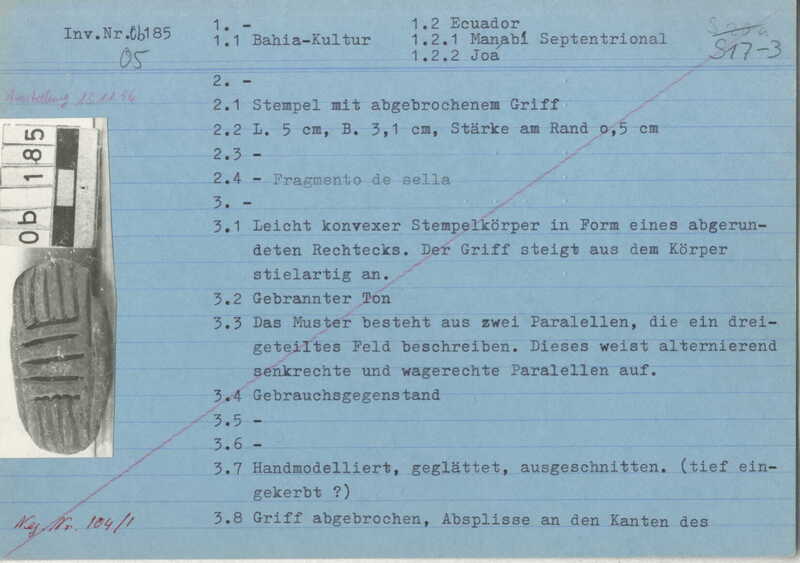 Inv.Nr.Ob185
05
1. -
1.1 Bahia-Kultur
1.2 Ecuador
1.2.1 Manabí Septentrional
1.2.2 Joá
S17-3
Ausstellung 15.11.96
2. -
2.1 Stempel mit abgebrochenem Griff
2.2 L. 5 cm, B. 3,1 cm, Stärke am Rand o,5 cm
2.3 -
2.4 - Fragmento de sella
3. -
3.1 Leicht konvexer Stempelkörper in Form eines abgerun-
deten Rechtecks. Der Griff steigt aus dem Körper
stielartig an.
3.2 Gebrannter Ton
3.3 Das Muster besteht aus zwei Paralellen, die ein drei-
geteiltes Feld beschreiben. Dieses weist alternierend
senkrechte und wagerechte Paralellen auf.
3.4 Gebrauchsgegenstand
3.5 -
3.6 -
3.7 Handmodelliert, geglättet, ausgeschnitten. (tief ein-
gekerbt ?)
3.8 Griff abgebrochen, Absplisse an den Kanten des
Ob 185
Neg. Nr. 104/1